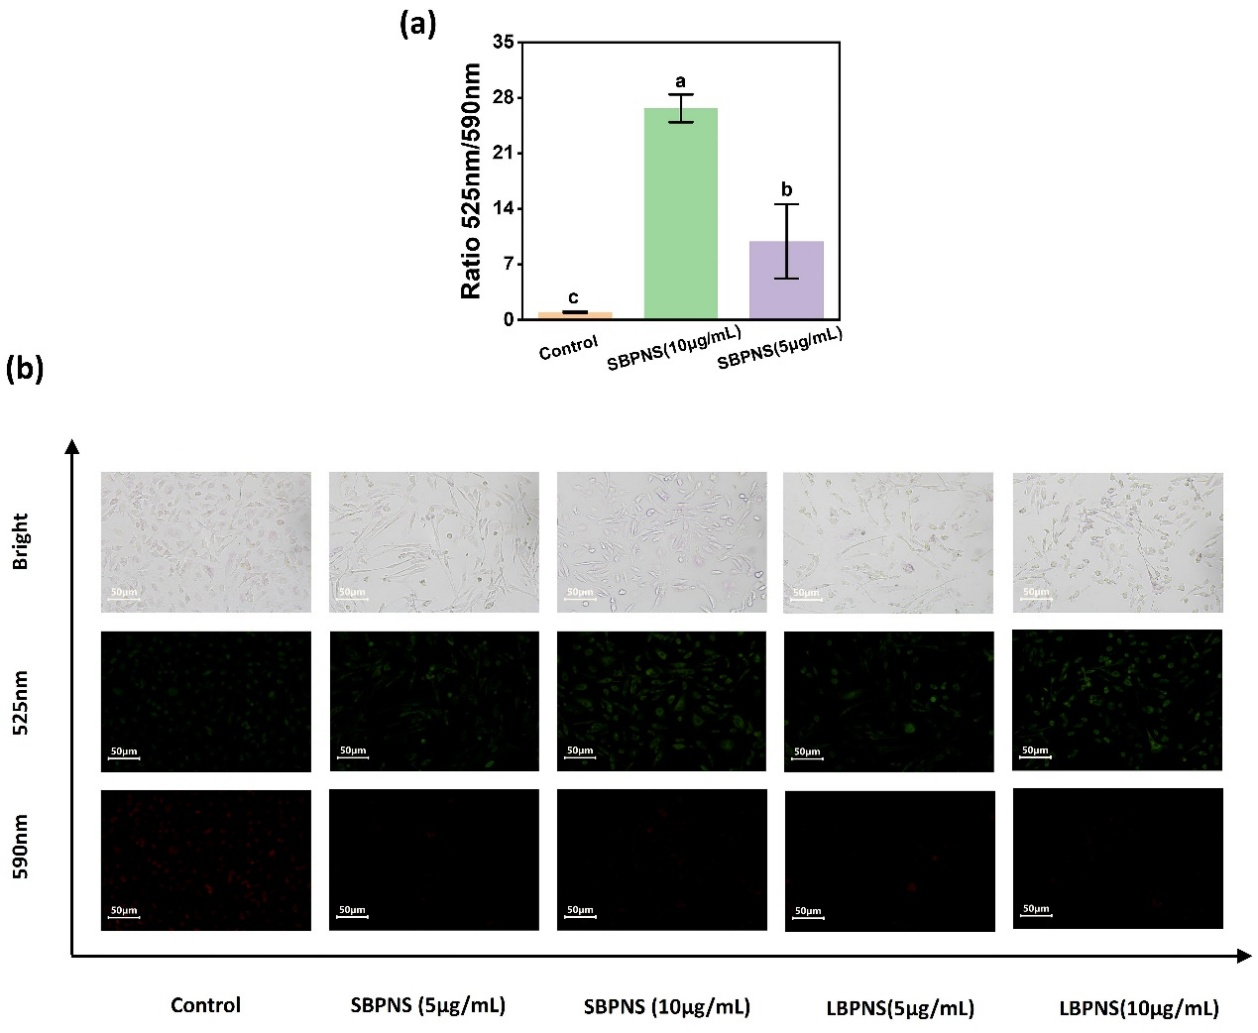 (a)
Ratio 525nm/590nm
35
28
21
14
7
0
c
a
b
Control
SBPNS(10μg/mL)
SBPNS(5μg/mL)
(b)
Bright
50μm
50μm
50μm
50μm
50μm
525nm
50μm
50μm
50μm
50μm
50μm
590nm
50μm
50μm
50μm
50μm
50μm
Control
SBPNS (5μg/mL)
SBPNS (10μg/mL)
LBPNS(5μg/mL)
LBPNS(10μg/mL)